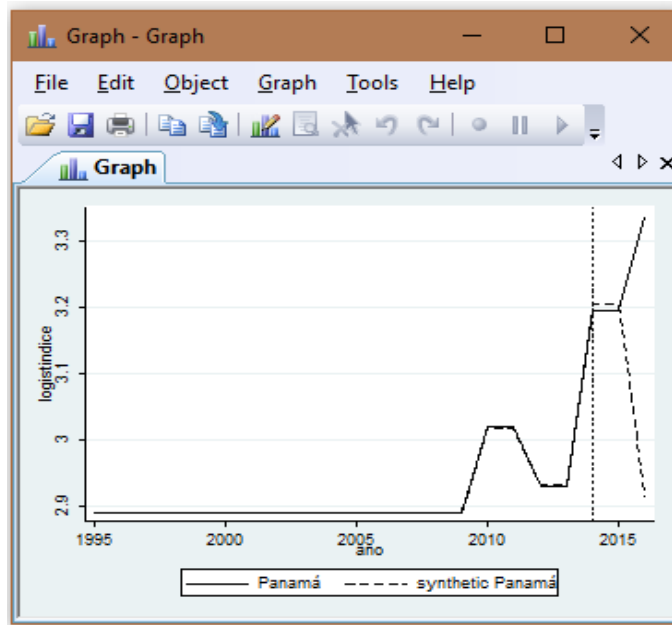 Graph - Graph
File Edit Object Graph Tools Help
Graph
3.3
3.2
3.1
3
2.9
logistindice
1995 2000 2005 2010 2015
año
Panamá synthetic Panamá